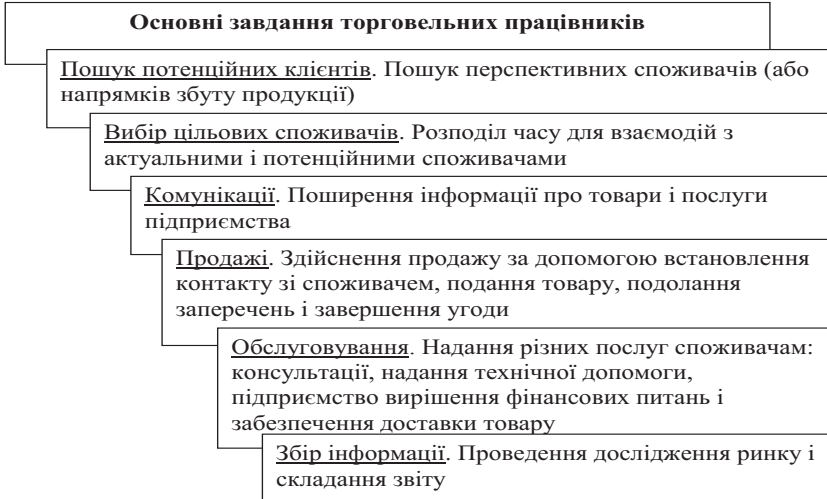 Основні завдання торговельних працівників
Пошук потенційних клієнтів. Пошук перспективних споживачів (або
напрямків збуту продукції)
Вибір цільових споживачів. Розподіл часу для взаємодій з
актуальними і потенційними споживачами
Комунікації. Поширення інформації про товари і послуги
підприємства
Продажі. Здійснення продажу за допомогою встановлення
контакту зі споживачем, подання товару, подолання
заперечень і завершення угоди
Обслуговування. Надання різних послуг споживачам:
консультації, надання технічної допомоги,
підприємство вирішення фінансових питань і
забезпечення доставки товару
Збір інформації. Проведення дослідження ринку і
складання звіту